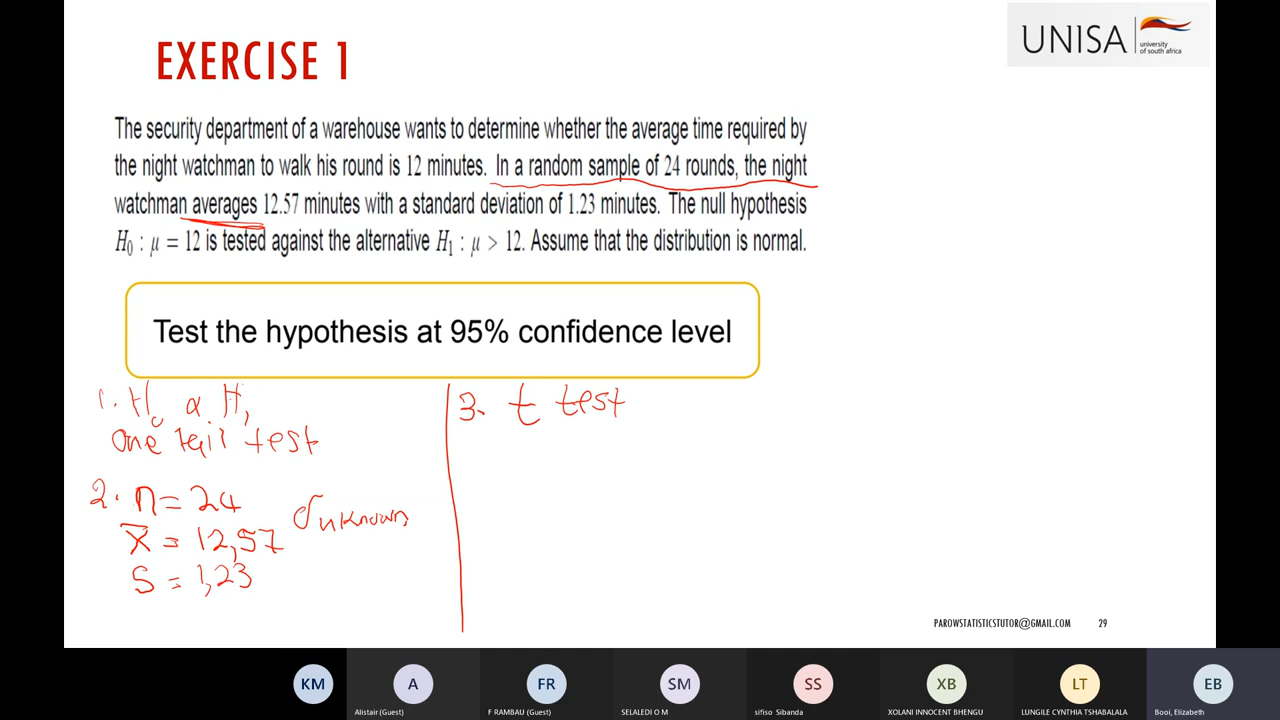 EXERCISE 1
UNISA
university
of south africa
The security department of a warehouse wants to determine whether the average time required by
the night watchman to walk his round is 12 minutes. In a random sample of 24 rounds, the night
watchman averages 12.57 minutes with a standard deviation of 1.23 minutes. The null hypothesis
H₀ : μ = 12 is tested against the alternative H₁ : μ > 12. Assume that the distribution is normal.
Test the hypothesis at 95% confidence level
1. H₀ & H₁
One tail test
2. n = 24
x̄ = 12,57
S = 1,23
σ unknown
3. t test
PAROWSTATISTICSTUTOR@GMAIL.COM 29
KM
A
FR
SM
SS
XB
LT
EB
Alistair (Guest)
F RAMBAU (Guest)
SELALEDI O M
sifiso Sibanda
XOLANI INNOCENT BHENGU
LUNGILE CYNTHIA TSHABALALA
Booi, Elizabeth